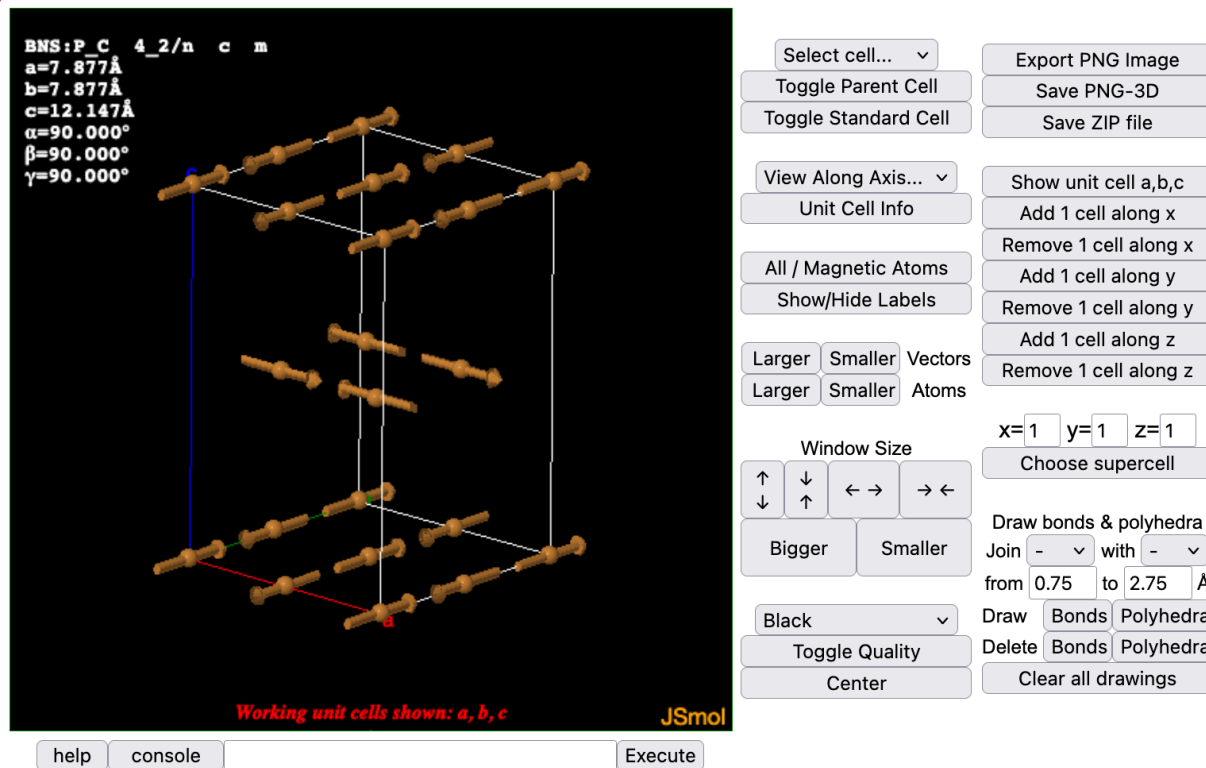 BNS:P_C 4_2/n c m
a=7.877Å
b=7.877Å
c=12.147Å
α=90.000°
β=90.000°
γ=90.000°
c
a
Working unit cells shown: a, b, c
JSmol
help
console
Execute
Select cell...
Toggle Parent Cell
Toggle Standard Cell
View Along Axis...
Unit Cell Info
All / Magnetic Atoms
Show/Hide Labels
Larger Smaller Vectors
Larger Smaller Atoms
Window Size
↑ ↓ ↓ ↑ ← → → ←
Bigger Smaller
Black
Toggle Quality
Center
Export PNG Image
Save PNG-3D
Save ZIP file
Show unit cell a,b,c
Add 1 cell along x
Remove 1 cell along x
Add 1 cell along y
Remove 1 cell along y
Add 1 cell along z
Remove 1 cell along z
x= 1 y= 1 z= 1
Choose supercell
Draw bonds & polyhedra
Join - with -
from 0.75 to 2.75 Å
Draw Bonds Polyhedra
Delete Bonds Polyhedra
Clear all drawings